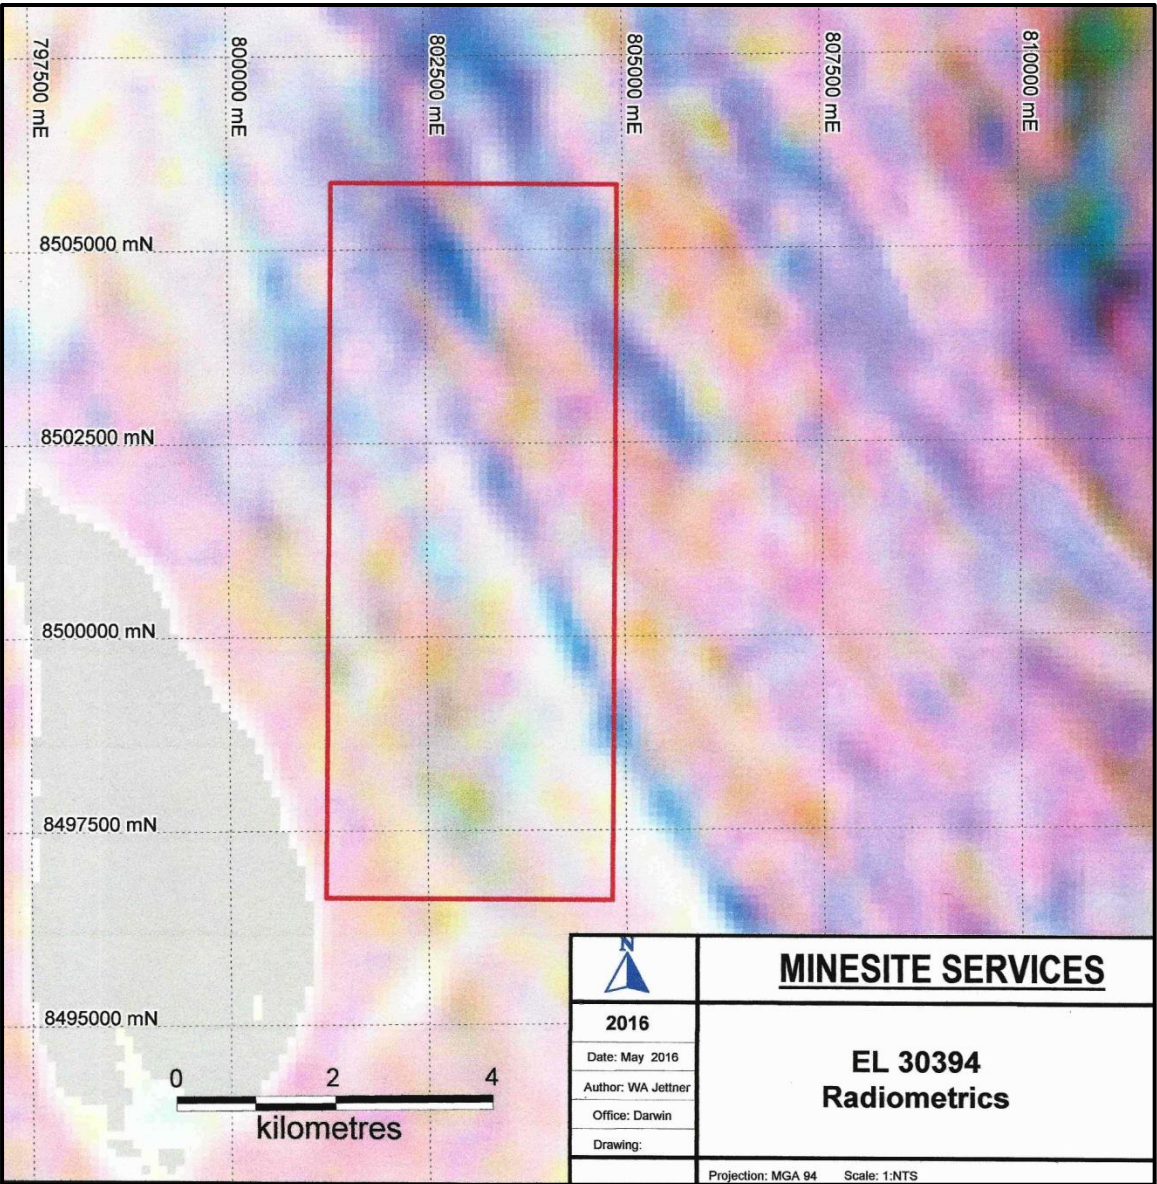 797500 mE
800000 mE
802500 mE
805000 mE
807500 mE
810000 mE
8505000 mN
8502500 mN
8500000 mN
8497500 mN
8495000 mN
0 2 4
kilometres
N
MINESITE SERVICES
2016
Date: May 2016
Author: WA Jettner
Office: Darwin
Drawing:
EL 30394
Radiometrics
Projection: MGA 94 Scale: 1:NTS